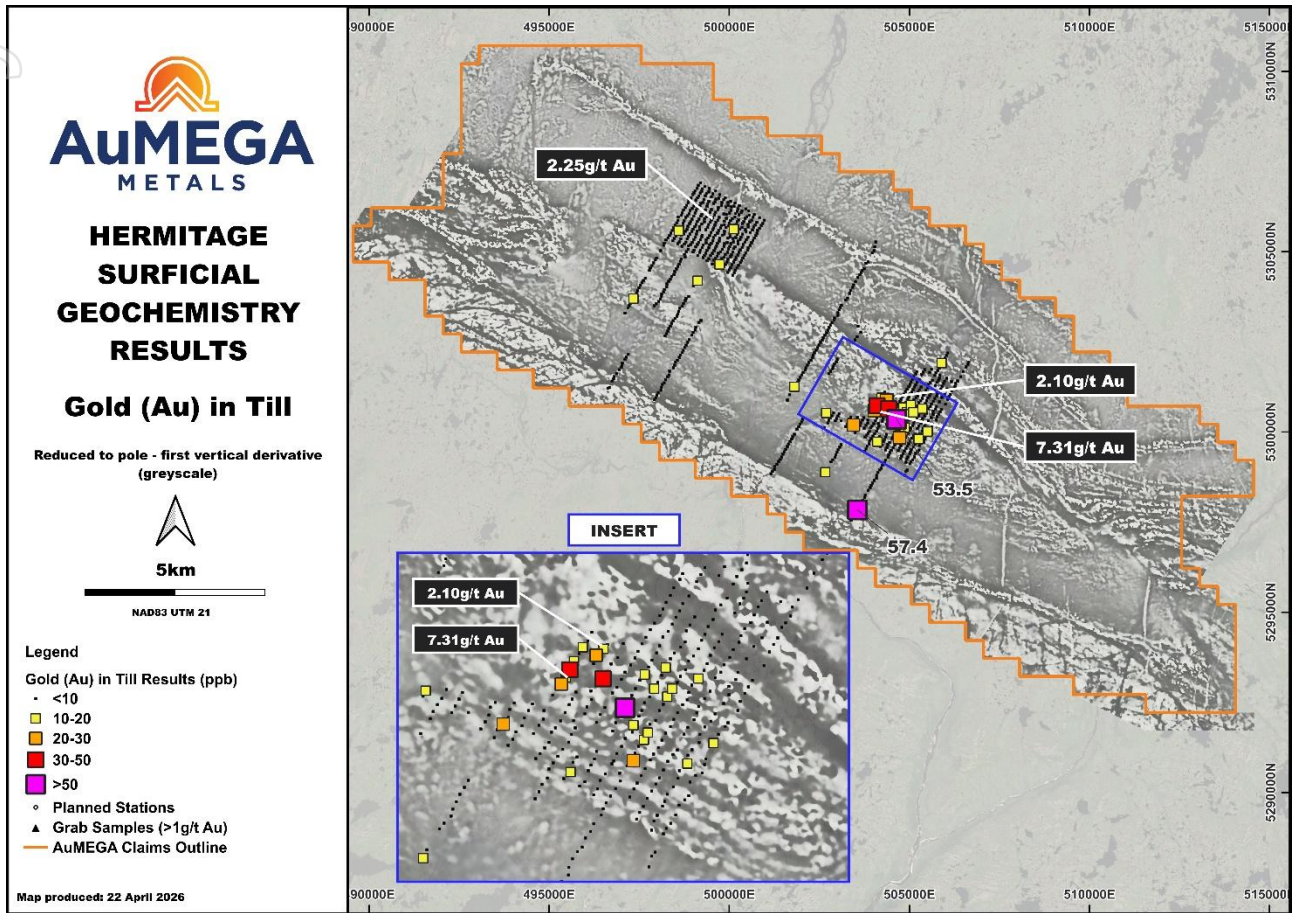 AuMEGA
METALS
HERMITAGE
SURFICIAL
GEOCHEMISTRY
RESULTS
Gold (Au) in Till
Reduced to pole - first vertical derivative
(greyscale)
5km
NAD83 UTM 21
Legend
Gold (Au) in Till Results (ppb)
<10
10-20
20-30
30-50
>50
Planned Stations
Grab Samples (>1g/t Au)
AuMEGA Claims Outline
Map produced: 22 April 2026
490000E
495000E
500000E
505000E
510000E
515000E
5310000N
5305000N
5300000N
5295000N
5290000N
2.25g/t Au
2.10g/t Au
7.31g/t Au
53.5
57.4
INSERT
2.10g/t Au
7.31g/t Au
490000E
495000E
500000E
505000E
510000E
515000E